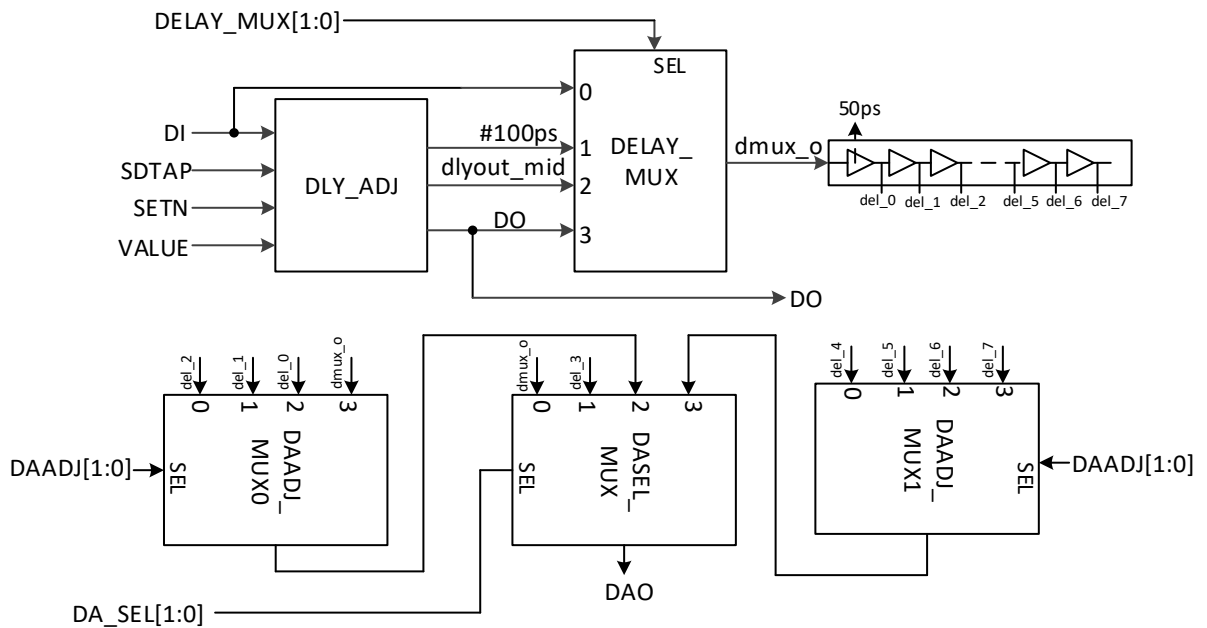 DELAY_MUX[1:0]
SEL
0
50ps
DI
#100ps
1
DELAY_
MUX
dmux_o
SDTAP
DLY_ADJ
dlyout_mid
2
del_0
del_1
del_2
del_5
del_6
del_7
SETN
DO
3
VALUE
DO
del_2
del_1
del_0
dmux_o
dmux_o
del_3
del_4
del_5
del_6
del_7
0
1
2
3
0
1
2
3
0
1
2
3
DAADJ[1:0]
SEL
DAADJ_
MUX0
SEL
DASEL_
MUX
DAADJ_
MUX1
SEL
DAADJ[1:0]
DAO
DA_SEL[1:0]